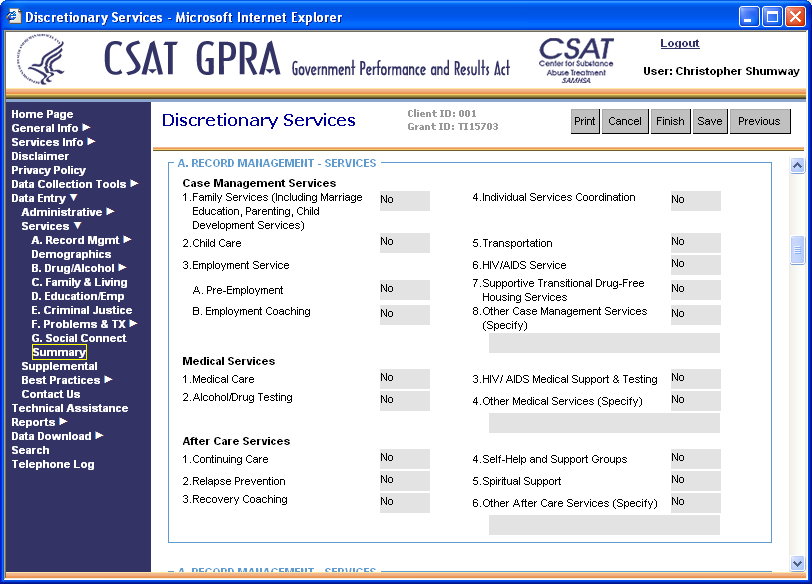 Discretionary Services - Microsoft Internet Explorer
CSAT GPRA Government Performance and Results Act
CSAT
Center for Substance
Abuse Treatment
SAMHSA
Logout
User: Christopher Shumway
Home Page
General Info
Services Info
Disclaimer
Privacy Policy
Data Collection Tools
Data Entry
Administrative
Services
A. Record Mgmt
Demographics
B. Drug/Alcohol
C. Family & Living
D. Education/Emp
E. Criminal Justice
F. Problems & TX
G. Social Connect
Summary
Supplemental
Best Practices
Contact Us
Technical Assistance
Reports
Data Download
Search
Telephone Log
Discretionary Services
Client ID: 001
Grant ID: TI15703
Print Cancel Finish Save Previous
A. RECORD MANAGEMENT - SERVICES
Case Management Services
1.Family Services (Including Marriage
Education, Parenting, Child
Development Services)
No
4.Individual Services Coordination No
2.Child Care No
5.Transportation No
3.Employment Service
6.HIV/AIDS Service No
A. Pre-Employment No
7.Supportive Transitional Drug-Free
Housing Services
No
B. Employment Coaching No
8.Other Case Management Services
(Specify)
No
Medical Services
1.Medical Care No
3.HIV/ AIDS Medical Support & Testing No
2.Alcohol/Drug Testing No
4.Other Medical Services (Specify) No
After Care Services
1.Continuing Care No
4.Self-Help and Support Groups No
2.Relapse Prevention No
5.Spiritual Support No
3.Recovery Coaching No
6.Other After Care Services (Specify) No
A. RECORD MANAGEMENT - SERVICES